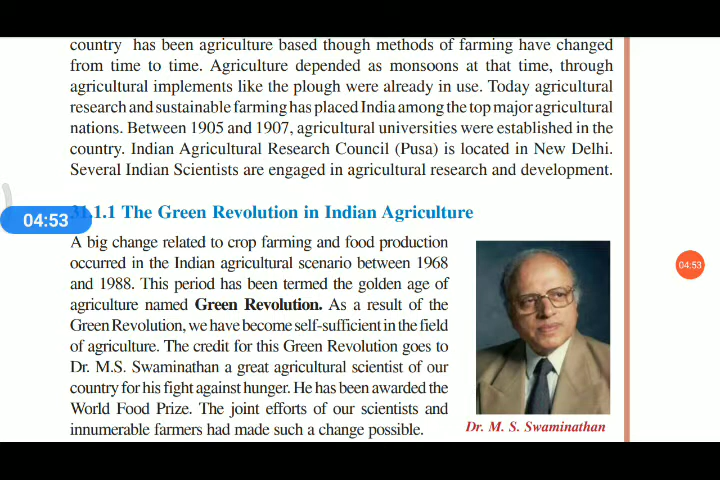 country has been agriculture based though methods of farming have changed
from time to time. Agriculture depended as monsoons at that time, through
agricultural implements like the plough were already in use. Today agricultural
research and sustainable farming has placed India among the top major agricultural
nations. Between 1905 and 1907, agricultural universities were established in the
country. Indian Agricultural Research Council (Pusa) is located in New Delhi.
Several Indian Scientists are engaged in agricultural research and development.
31.1.1 The Green Revolution in Indian Agriculture
04:53
A big change related to crop farming and food production
occurred in the Indian agricultural scenario between 1968
and 1988. This period has been termed the golden age of
agriculture named Green Revolution. As a result of the
Green Revolution, we have become self-sufficient in the field
of agriculture. The credit for this Green Revolution goes to
Dr. M.S. Swaminathan a great agricultural scientist of our
country for his fight against hunger. He has been awarded the
World Food Prize. The joint efforts of our scientists and
innumerable farmers had made such a change possible.
Dr. M. S. Swaminathan
04:53